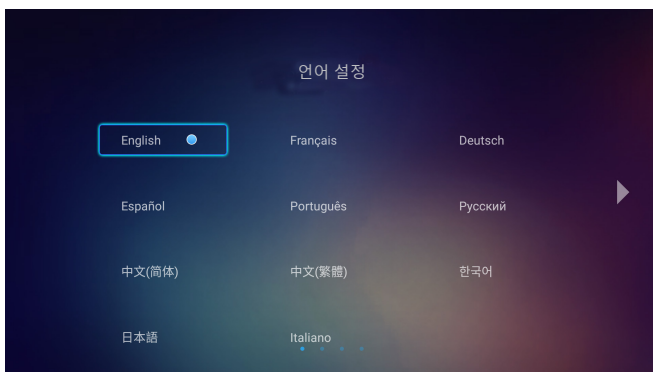 언어 설정
English Français Deutsch
Español Português Русский
中文(简体) 中文(繁體) 한국어
日本語 Italiano